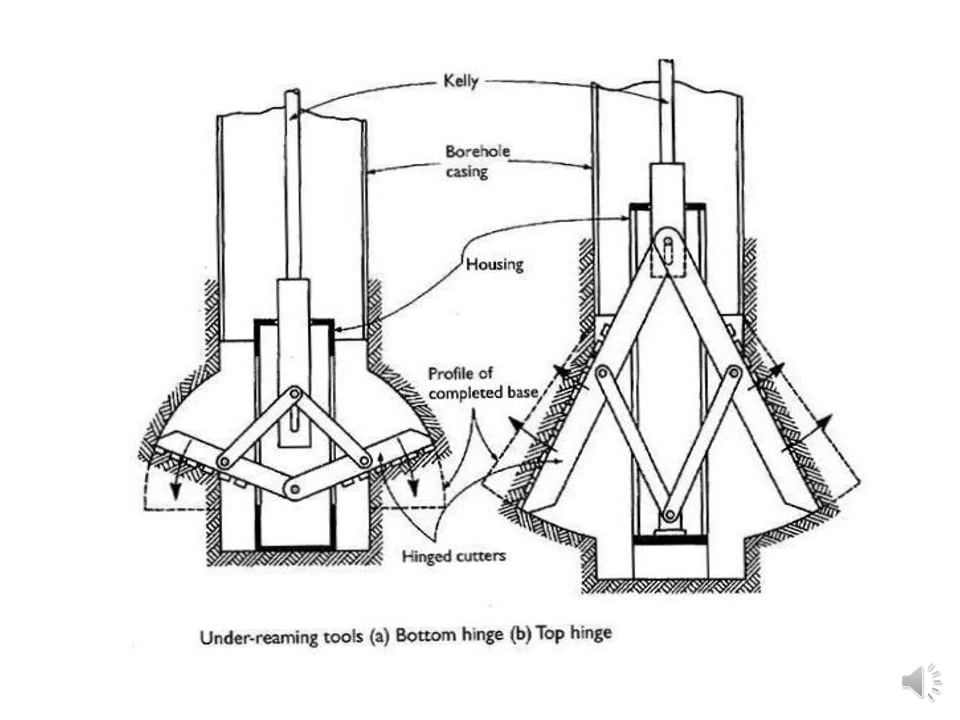 Kelly
Borehole
casing
Housing
Profile of
completed base
Hinged cutters
Under-reaming tools (a) Bottom hinge (b) Top hinge